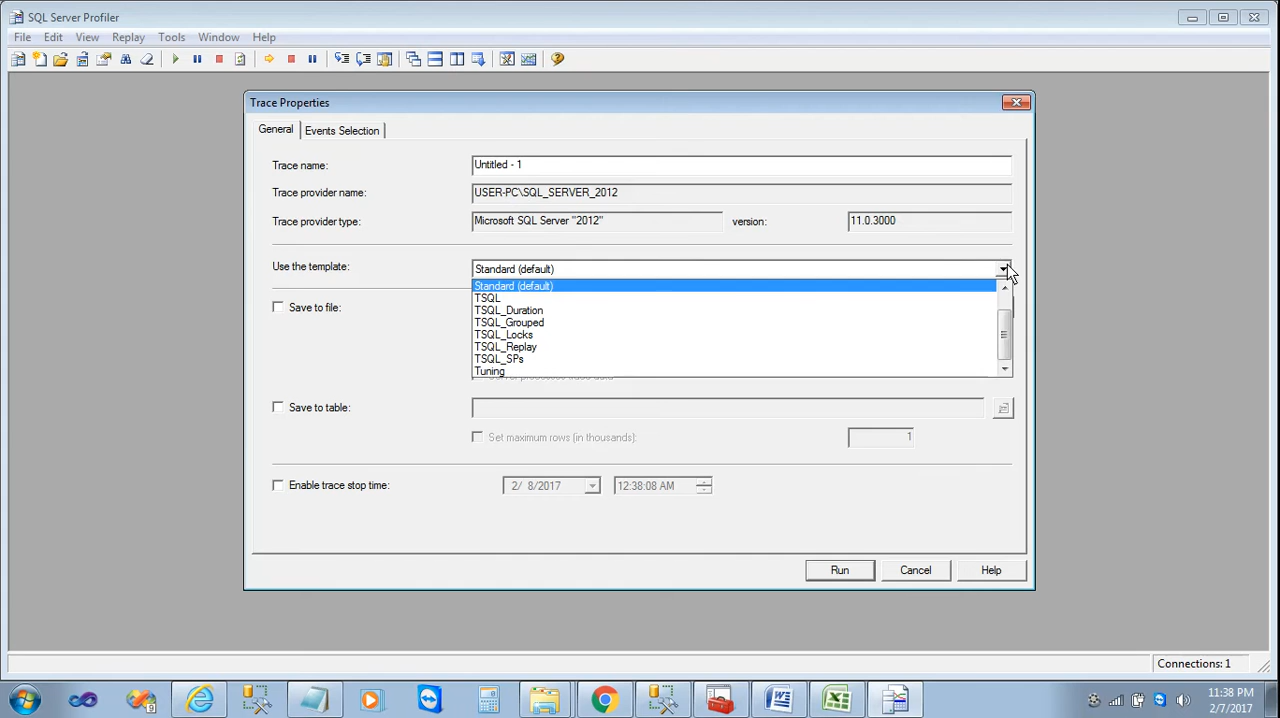 SQL Server Profiler
File Edit View Replay Tools Window Help
Trace Properties
General Events Selection
Trace name: Untitled - 1
Trace provider name: USER-PC\SQL_SERVER_2012
Trace provider type: Microsoft SQL Server "2012" version: 11.0.3000
Use the template: Standard (default)
Standard (default)
TSQL
Save to file: TSQL_Duration
TSQL_Grouped
TSQL_Locks
TSQL_Replay
TSQL_SPs
Tuning
Save to table:
Set maximum rows (in thousands): 1
Enable trace stop time: 2/ 8/2017 12:38:08 AM
Run Cancel Help
Connections: 1
11:38 PM
2/7/2017